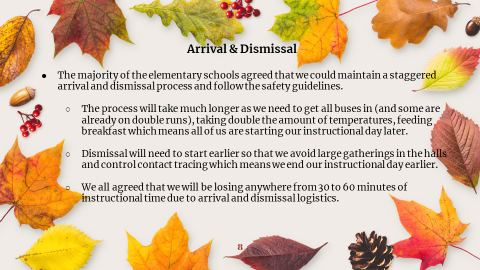 Arrival & Dismissal
● The majority of the elementary schools agreed that we could maintain a staggered
arrival and dismissal process and follow the safety guidelines.
○ The process will take much longer as we need to get all buses in (and some are
already on double runs), taking double the amount of temperatures, feeding
breakfast which means all of us are starting our instructional day later.
○ Dismissal will need to start earlier so that we avoid large gatherings in the halls
and control contact tracing which means we end our instructional day earlier.
○ We all agreed that we will be losing anywhere from 30 to 60 minutes of
instructional time due to arrival and dismissal logistics.
8